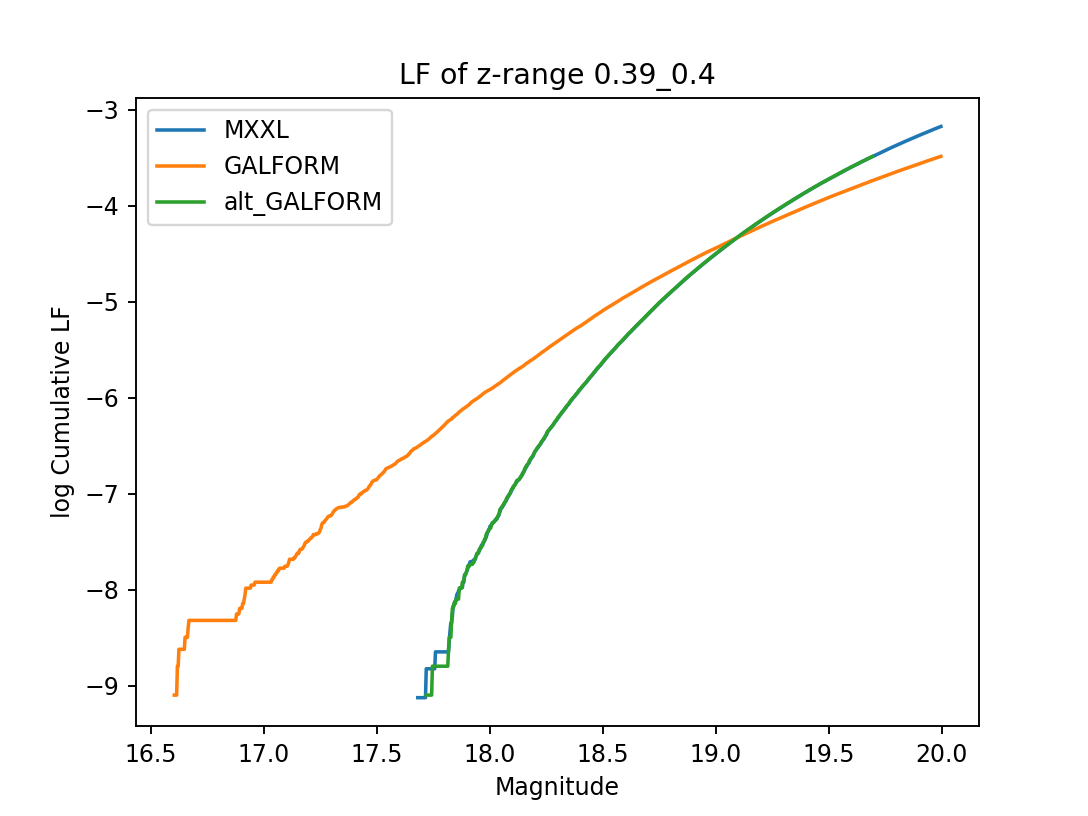 LF of z-range 0.39_0.4
MXXL
GALFORM
alt_GALFORM
log Cumulative LF
−3
−4
−5
−6
−7
−8
−9
16.5 17.0 17.5 18.0 18.5 19.0 19.5 20.0
Magnitude